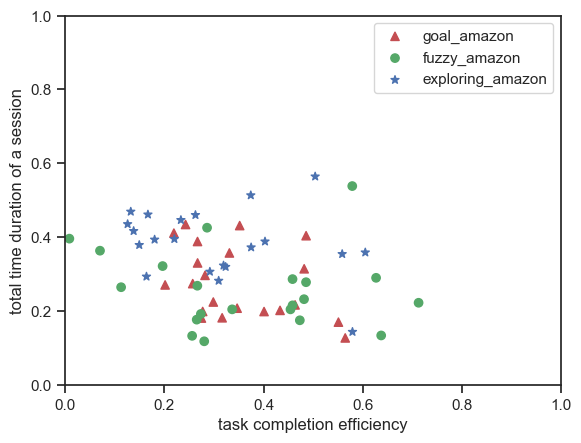 1.0
0.8
0.6
0.4
0.2
0.0
total time duration of a session
goal_amazon
fuzzy_amazon
exploring_amazon
0.0 0.2 0.4 0.6 0.8 1.0
task completion efficiency